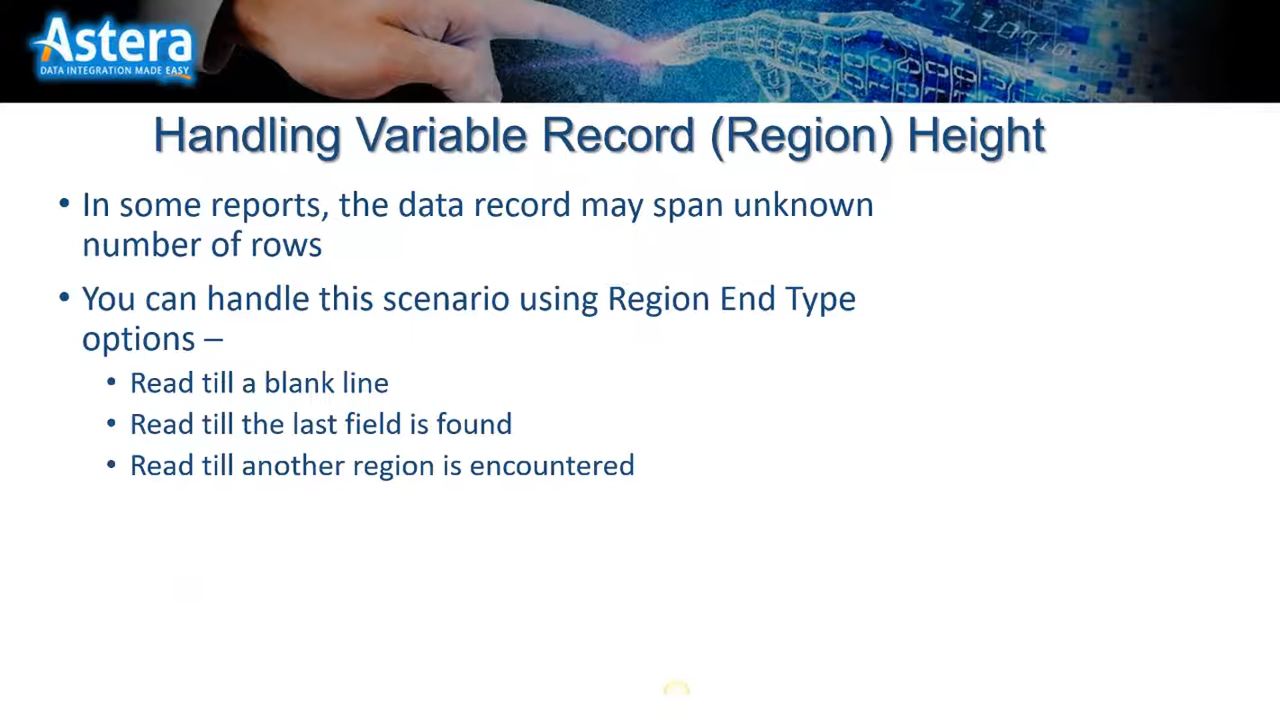 Astera
DATA INTEGRATION MADE EASY
Handling Variable Record (Region) Height
• In some reports, the data record may span unknown
number of rows
• You can handle this scenario using Region End Type
options –
• Read till a blank line
• Read till the last field is found
• Read till another region is encountered